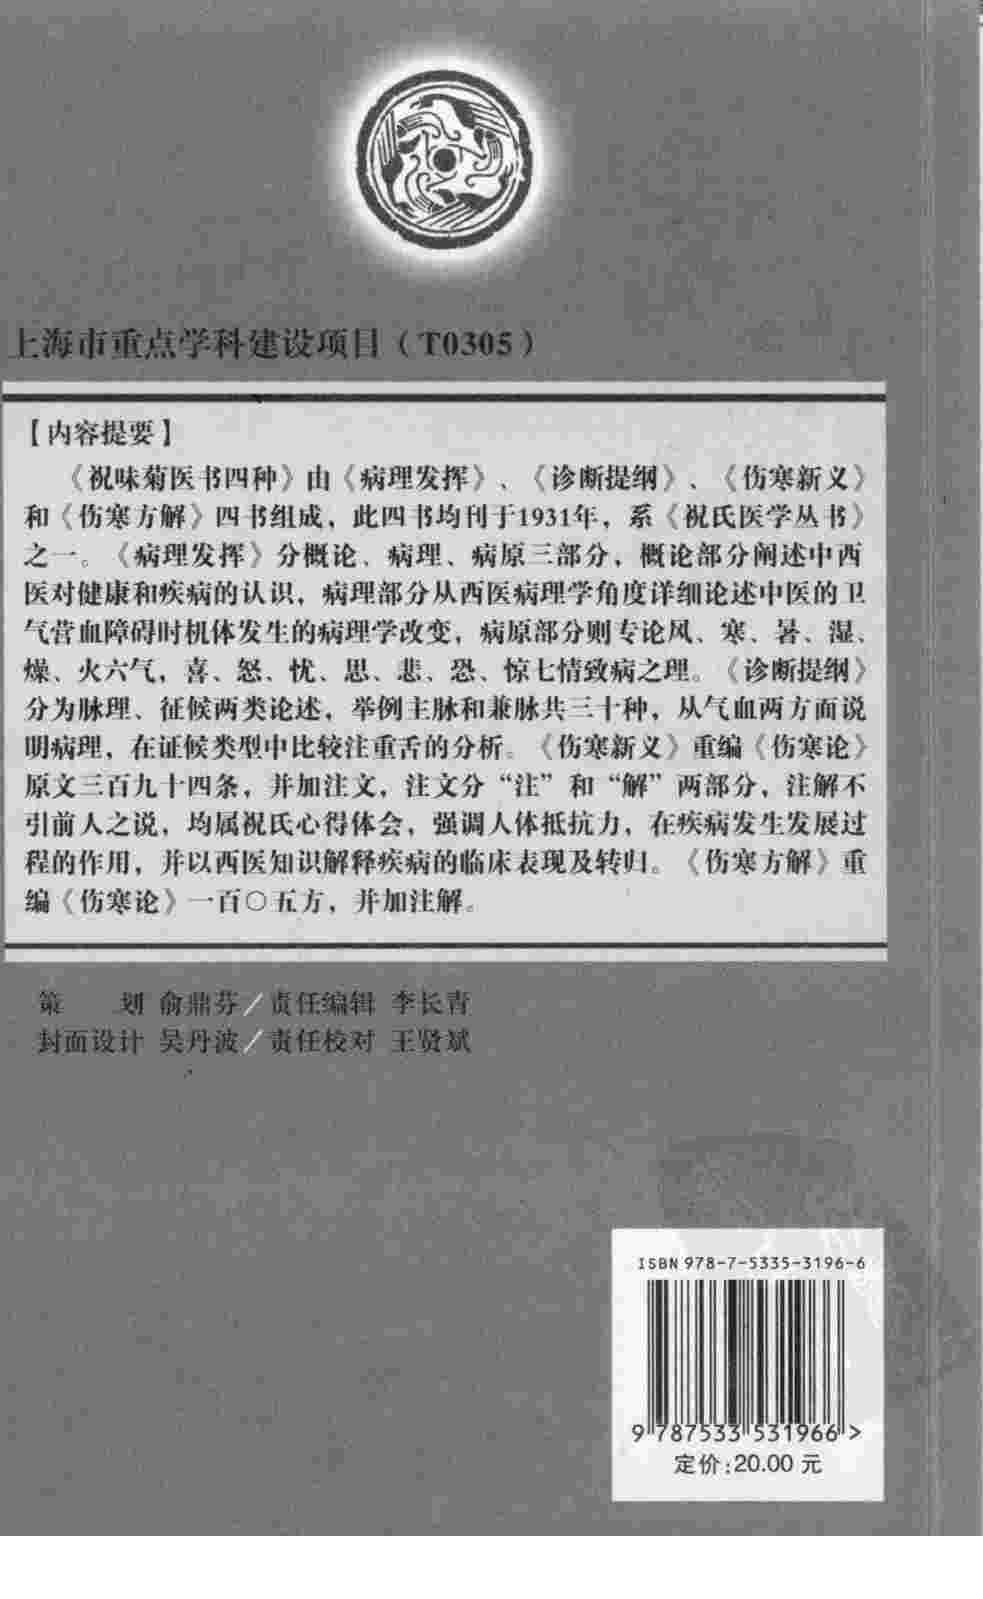 上海市重点学科建设项目（T0305）
【内容提要】
《祝味菊医书四种》由《病理发挥》、《诊断提纲》、《伤寒新义》
和《伤寒方解》四书组成，此四书均刊于1931年，系《祝氏医学丛书》
之一。《病理发挥》分概论、病理、病原三部分，概论部分阐述中西
医对健康和疾病的认识，病理部分从西医病理学角度详细论述中医的卫
气营血障碍时机体发生的病理学改变，病原部分则专论风、寒、暑、湿、
燥、火六气，喜、怒、忧、思、悲、恐、惊七情致病之理。《诊断提纲》
分为脉理、征候两类论述，举例主脉和兼脉共三十种，从气血两方面说
明病理，在证候类型中比较注重舌的分析。《伤寒新义》重编《伤寒论》
原文三百九十四条，并加注文，注文分“注”和“解”两部分，注解不
引前人之说，均属祝氏心得体会，强调人体抵抗力，在疾病发生发展过
程的作用，并以西医知识解释疾病的临床表现及转归。《伤寒方解》重
编《伤寒论》一百○五方，并加注解。
策　　划 俞鼎芬／责任编辑 李长青
封面设计 吴丹波／责任校对 王贤斌
ISBN 978-7-5335-3196-6
9 787533 531966 >
定价:20.00 元